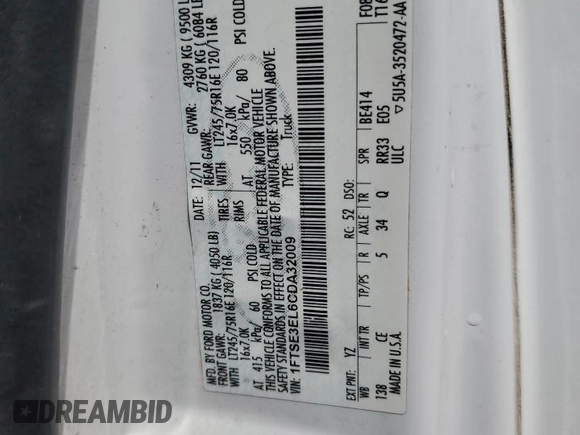 MFD. BY FORD MOTOR CO.
DATE: 12/11 GVWR: 4309 KG ( 9500 L
FRONT GAWR: 1837 KG ( 4050 LB) REAR GAWR: 2760 KG ( 6084 LB
WITH LT245/75R16E 120/116R TIRES WITH LT245/75R16E 120/116R
16x7.0K RIMS 16x7.0K
AT 415 kPa/ 60 PSI COLD AT 550 kPa/ 80 PSI COLD
THIS VEHICLE CONFORMS TO ALL APPLICABLE FEDERAL MOTOR VEHICLE
SAFETY STANDARDS IN EFFECT ON THE DATE OF MANUFACTURE SHOWN ABOVE.
VIN: 1FTSE3EL6CDA32009
TYPE: Truck
EXT PNT: YZ RC: 52 DSO: BE414
WB INT TR TP/PS R AXLE TR SPR
138 CE 5 34 Q RR33 E05
MADE IN U.S.A. ULC ▽5U5A-3520472-AA
DREAMBID